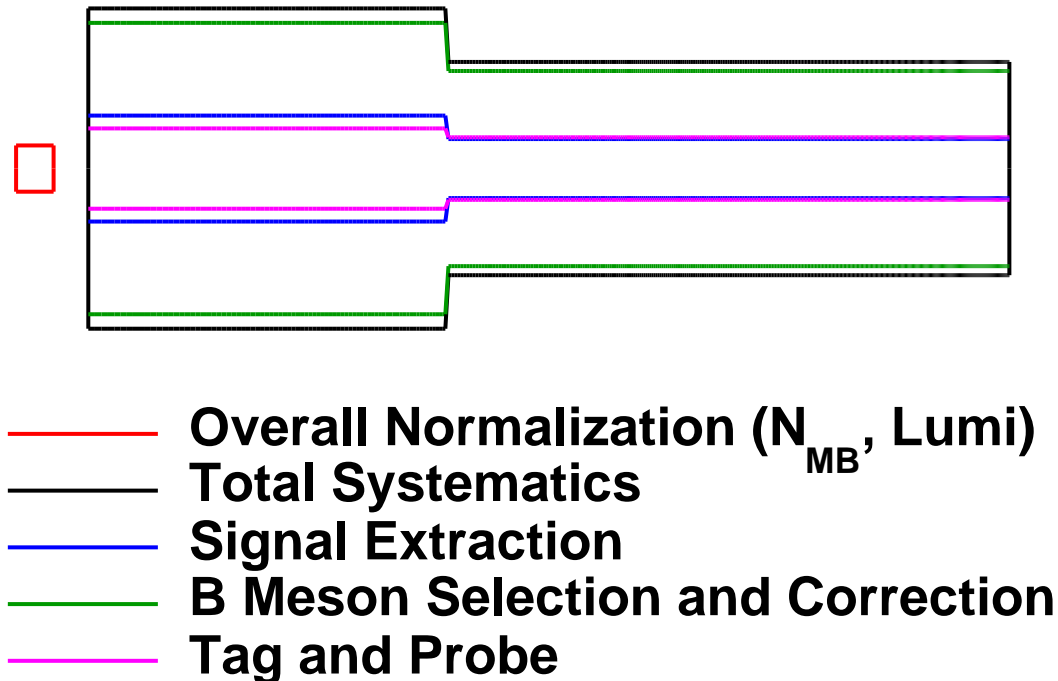 Overall Normalization (N_MB, Lumi)
Total Systematics
Signal Extraction
B Meson Selection and Correction
Tag and Probe